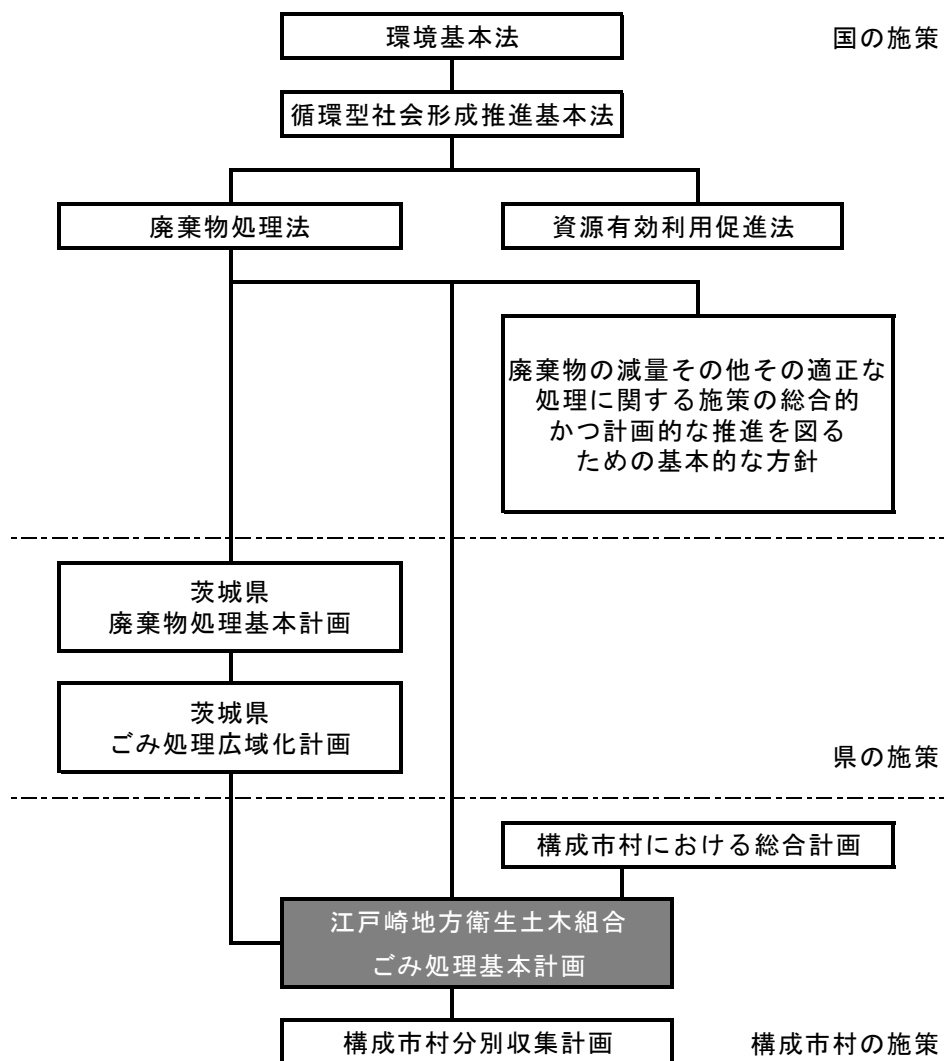 環境基本法
国の施策
循環型社会形成推進基本法
廃棄物処理法
資源有効利用促進法
廃棄物の減量その他その適正な
処理に関する施策の総合的
かつ計画的な推進を図る
ための基本的な方針
茨城県
廃棄物処理基本計画
茨城県
ごみ処理広域化計画
県の施策
構成市村における総合計画
江戸崎地方衛生土木組合
ごみ処理基本計画
構成市村分別収集計画
構成市村の施策